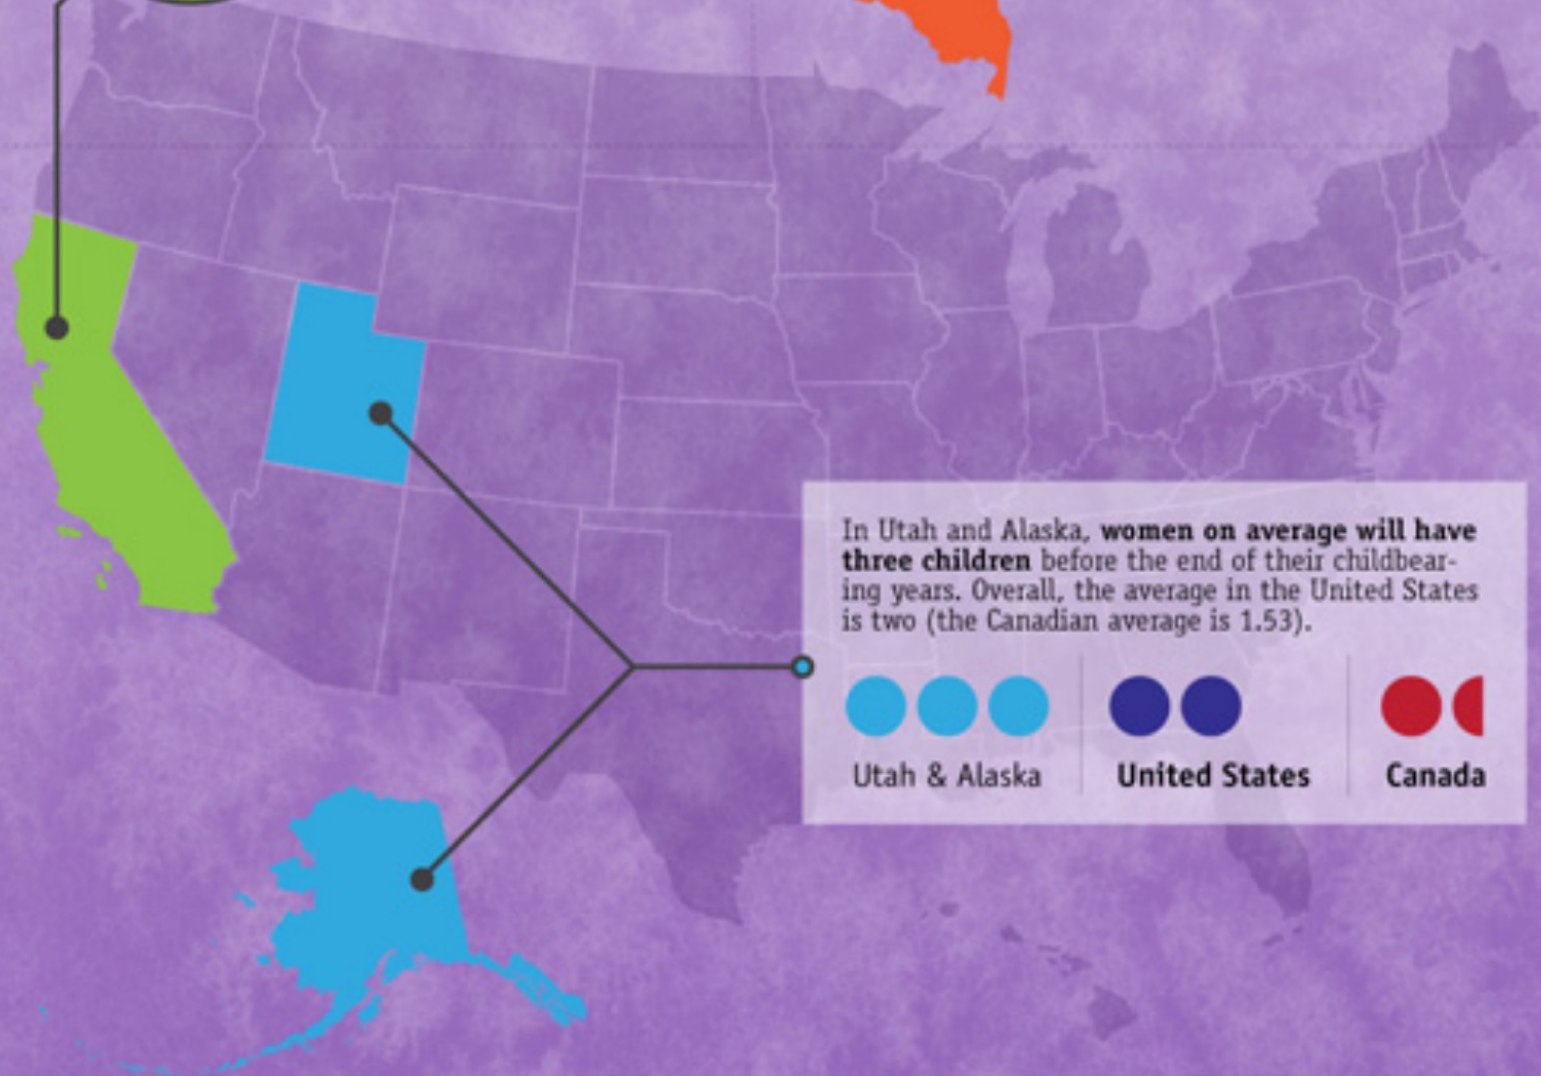 In Utah and Alaska, women on average will have
three children before the end of their childbear-
ing years. Overall, the average in the United States
is two (the Canadian average is 1.53).
Utah & Alaska
United States
Canada